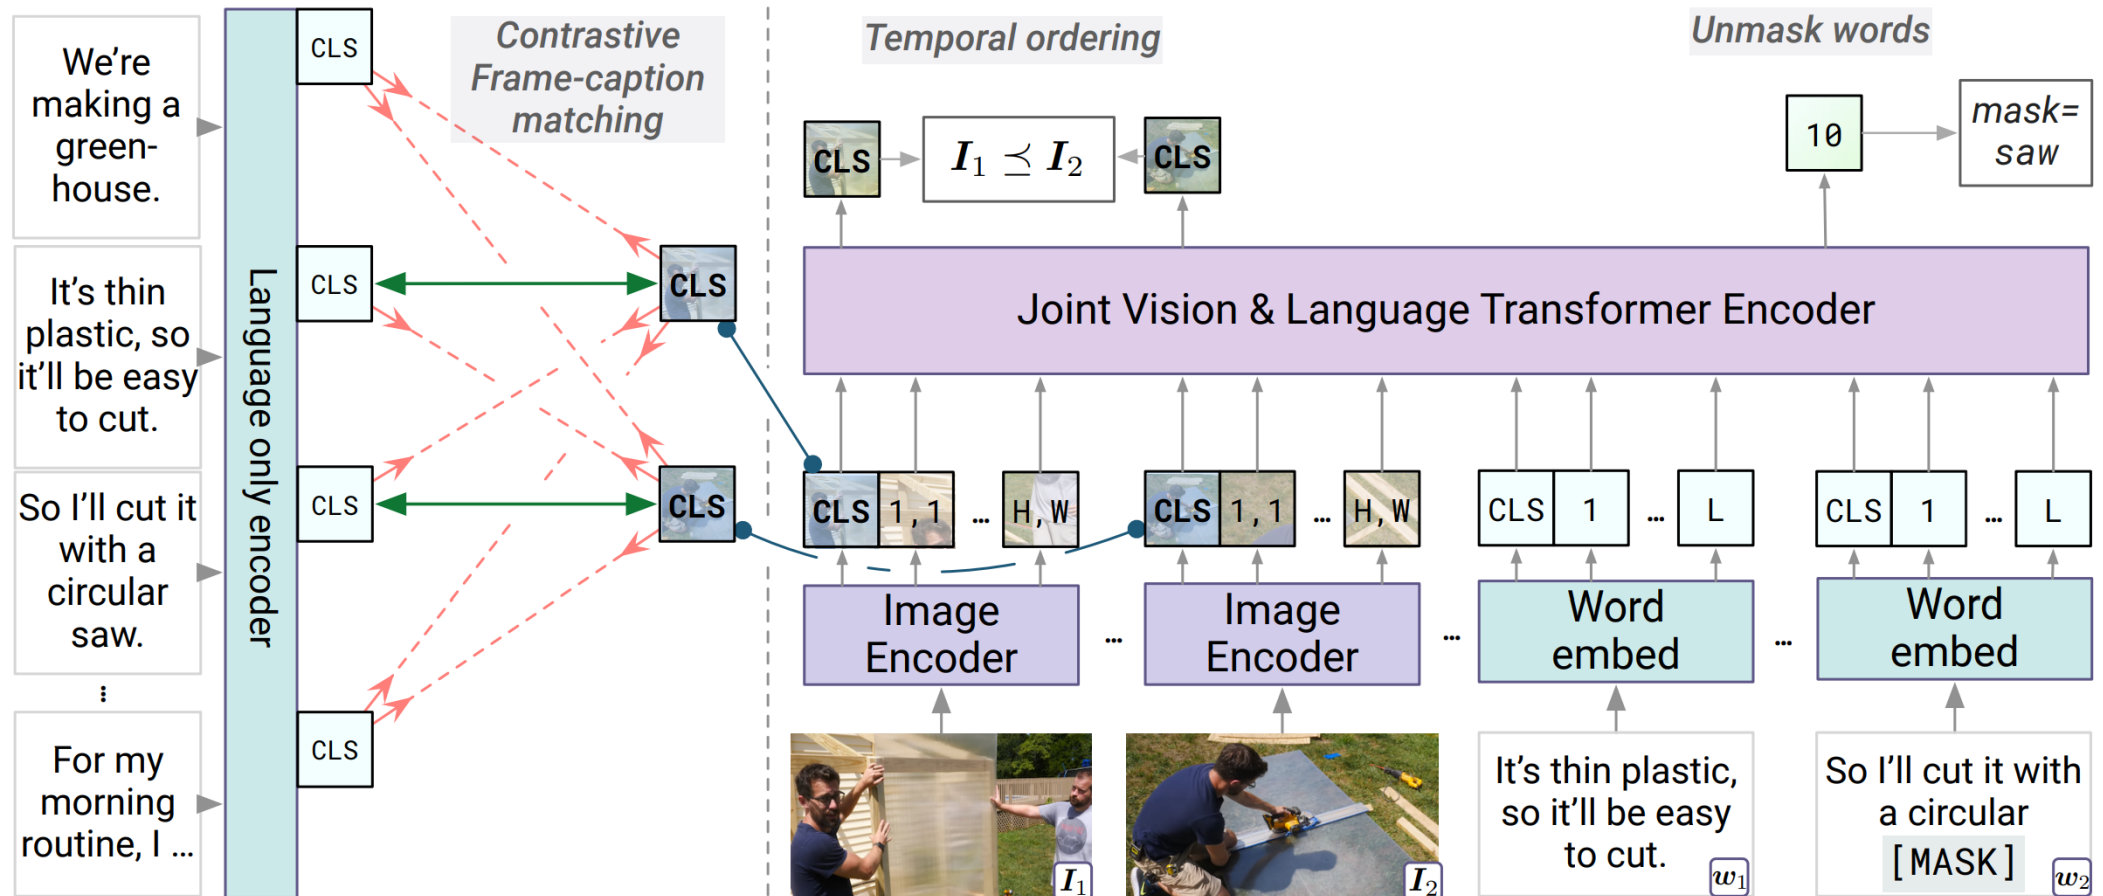 We're
making a
green-
house.
It's thin
plastic, so
it'll be easy
to cut.
So I'll cut it
with a
circular
saw.
⋮
For my
morning
routine, I ...
Language only encoder
CLS
CLS
CLS
CLS
Contrastive
Frame-caption
matching
CLS
CLS
Temporal ordering
CLS
I₁ ⪯ I₂
CLS
Unmask words
10
mask=
saw
Joint Vision & Language Transformer Encoder
CLS 1,1 ... H,W
CLS 1,1 ... H,W
CLS 1 ... L
CLS 1 ... L
Image
Encoder
...
Image
Encoder
...
Word
embed
...
Word
embed
I₁
I₂
It's thin plastic,
so it'll be easy
to cut.
w₁
So I'll cut it with
a circular
[MASK]
w₂